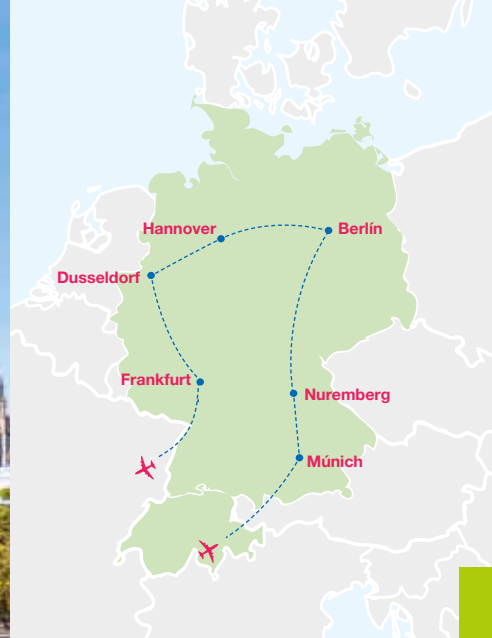 Hannover
Berlín
Dusseldorf
Frankfurt
Nuremberg
Múnich